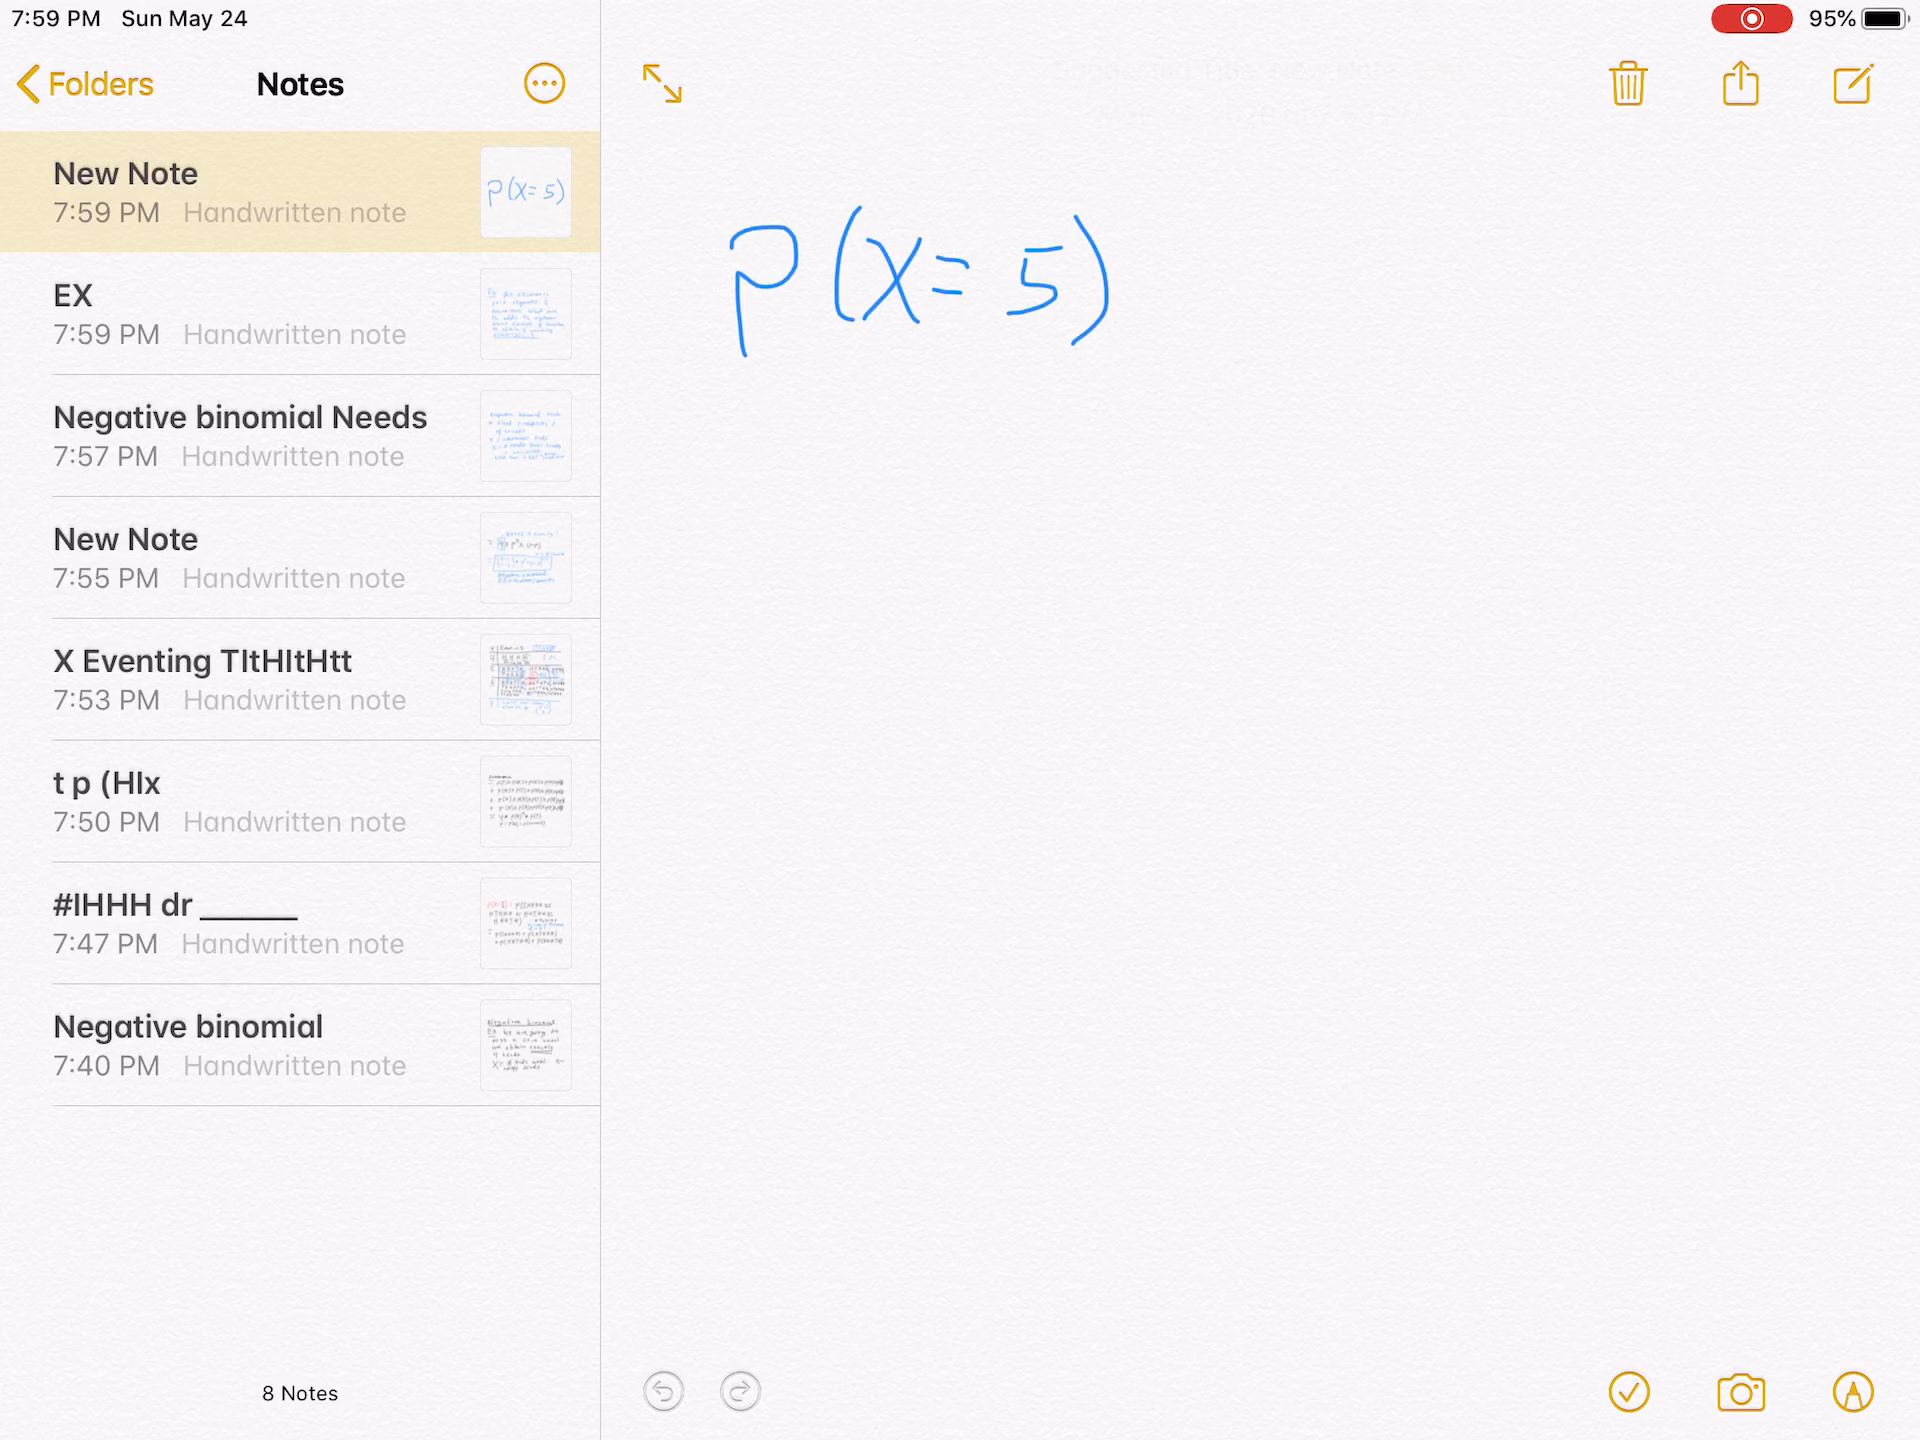 7:59 PM Sun May 24
95%
Folders
Notes
New Note
7:59 PM Handwritten note
P(X=5)
EX
7:59 PM Handwritten note
Negative binomial Needs
7:57 PM Handwritten note
New Note
7:55 PM Handwritten note
X Eventing TItHItHtt
7:53 PM Handwritten note
t p (HIx
7:50 PM Handwritten note
#IHHH dr ______
7:47 PM Handwritten note
Negative binomial
7:40 PM Handwritten note
8 Notes
P(X=5)